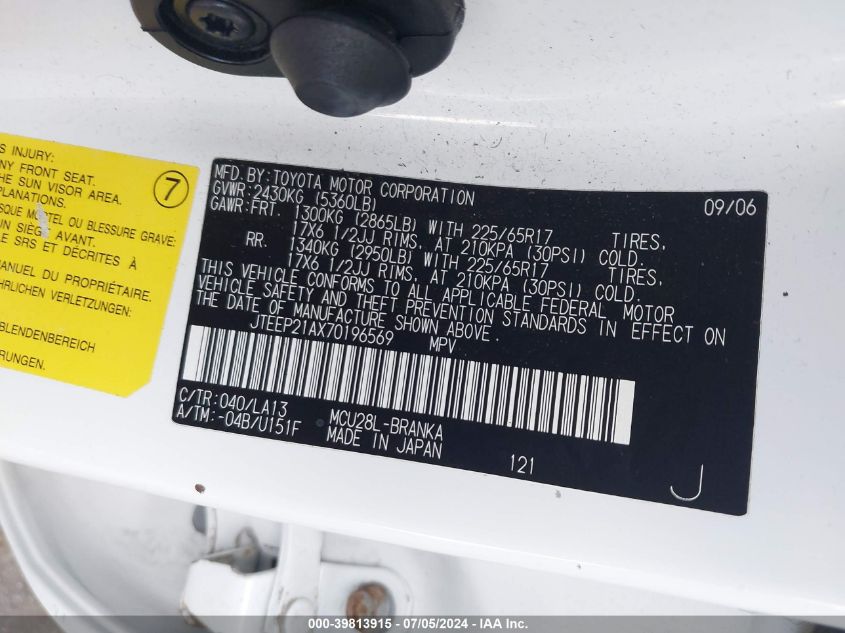 S INJURY:
NY FRONT SEAT.
THE SUN VISOR AREA.
PLANATIONS.
SQUE MORTEL OU BLESSURE GRAVE:
UN SIÈGE AVANT.
LE SRS ET DÉCRITES À
MANUEL DU PROPRIÉTAIRE.
HRLICHEN VERLETZUNGEN:
BLENDENBEREICH
RUNGEN.
7
MFD. BY: TOYOTA MOTOR CORPORATION 09/06
GVWR: 2430KG (5360LB)
GAWR: FRT. 1300KG (2865LB) WITH 225/65R17 TIRES,
17X6 1/2JJ RIMS, AT 210KPA (30PSI) COLD.
RR. 1340KG (2950LB) WITH 225/65R17 TIRES,
17X6 1/2JJ RIMS, AT 210KPA (30PSI) COLD.
THIS VEHICLE CONFORMS TO ALL APPLICABLE FEDERAL MOTOR
VEHICLE SAFETY AND THEFT PREVENTION STANDARDS IN EFFECT ON
THE DATE OF MANUFACTURE SHOWN ABOVE.
JTEEP21AX70196569 MPV
C/TR: 040/LA13 MCU28L-BRANKA
A/TM: -04B/U151F MADE IN JAPAN
121
J
000-39813915 - 07/05/2024 - IAA Inc.